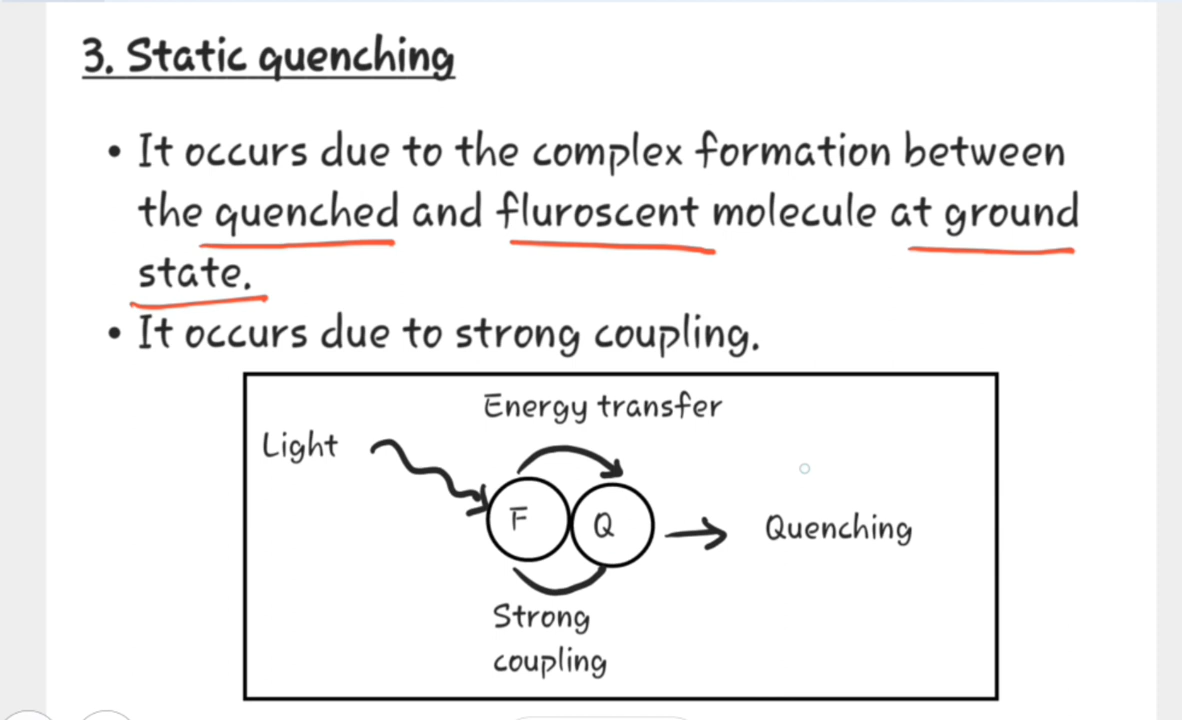 3. Static quenching
• It occurs due to the complex formation between
the quenched and fluroscent molecule at ground
state.
• It occurs due to strong coupling.
Energy transfer
Light
F
Q
Quenching
Strong
coupling